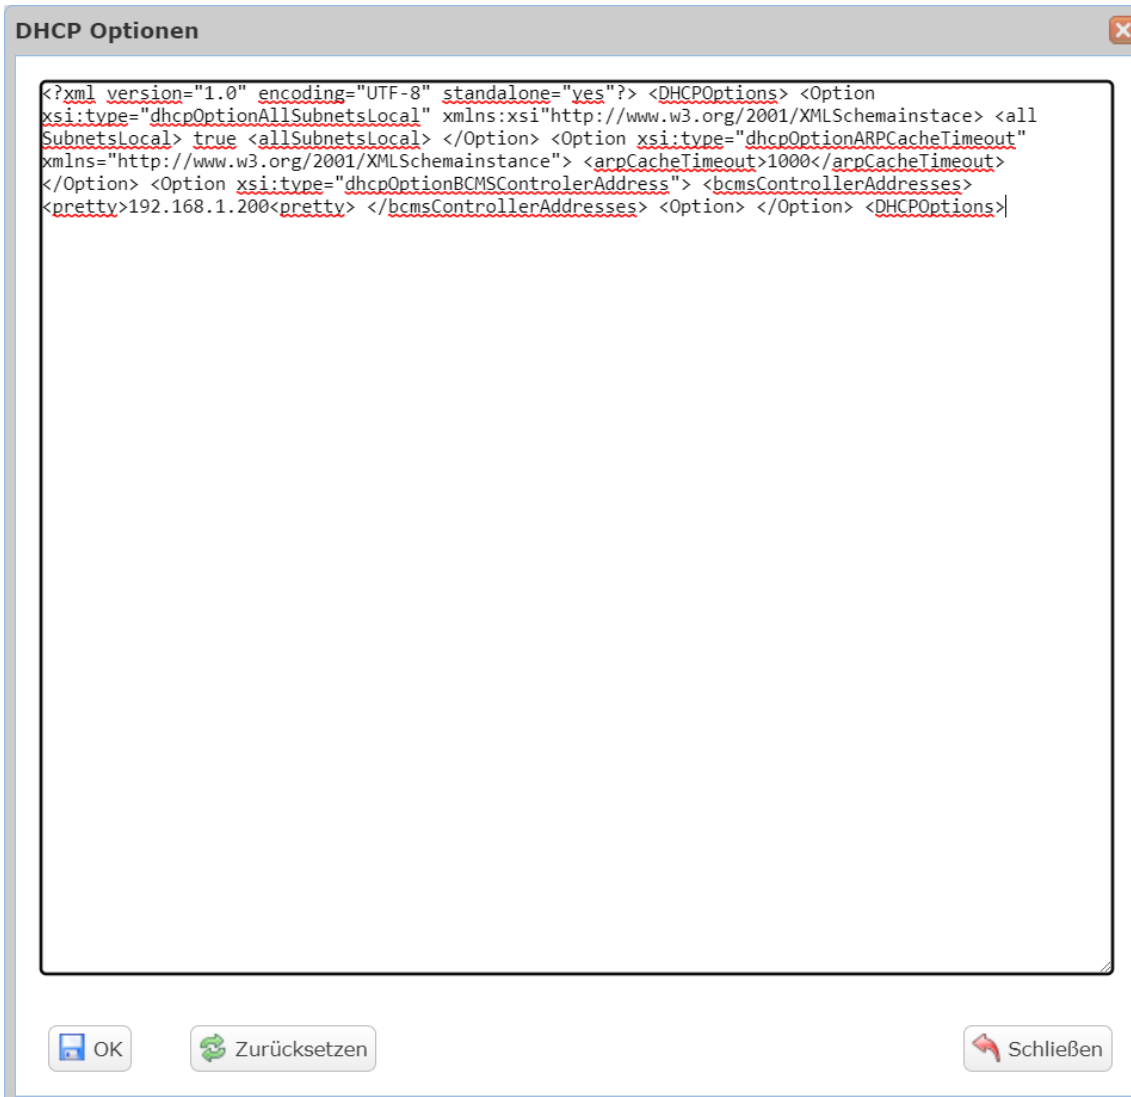 DHCP Optionen
<?xml version="1.0" encoding="UTF-8" standalone="yes"?> <DHCPOptions> <Option
xsi:type="dhcpOptionAllSubnetsLocal" xmlns:xsi"http://www.w3.org/2001/XMLSchemainstace> <all
SubnetsLocal> true <allSubnetsLocal> </Option> <Option xsi:type="dhcpOptionARPCacheTimeout"
xmlns="http://www.w3.org/2001/XMLSchemainstance"> <arpCacheTimeout>1000</arpCacheTimeout>
</Option> <Option xsi:type="dhcpOptionBCMSControlerAddress"> <bcmsControllerAddresses>
<pretty>192.168.1.200<pretty> </bcmsControllerAddresses> <Option> </Option> <DHCPOptions>
OK Zurücksetzen Schließen